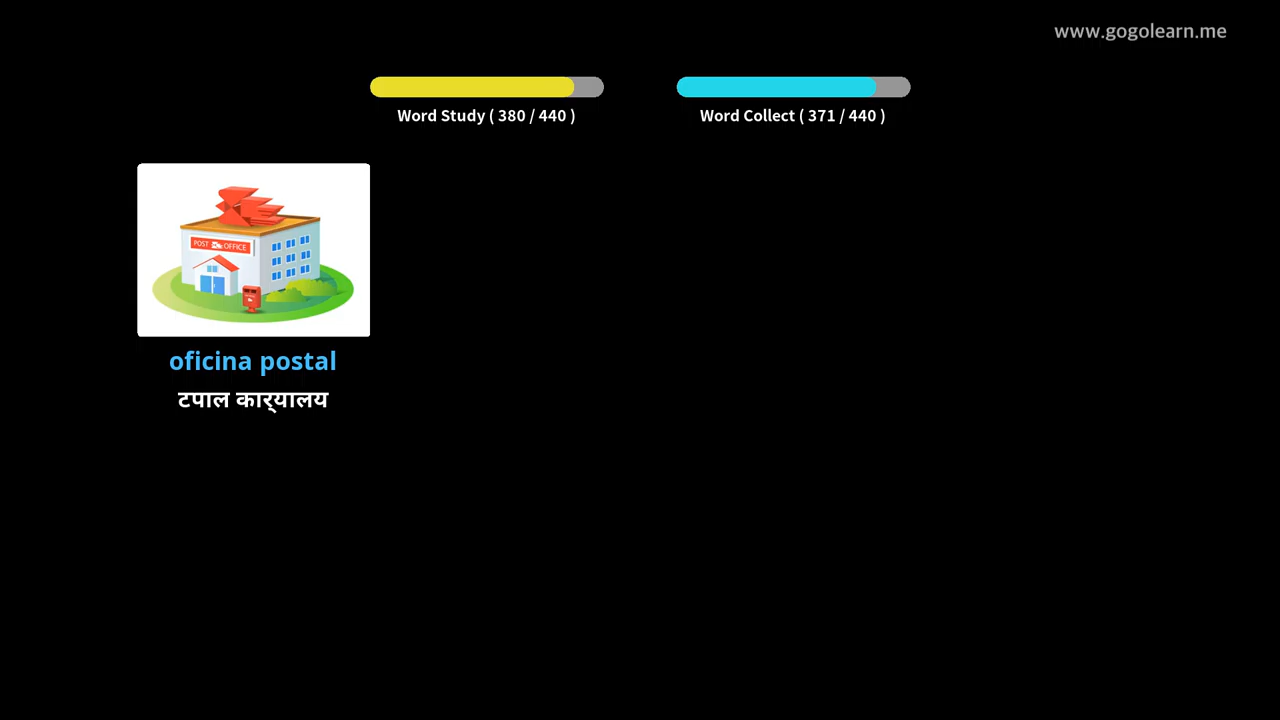 www.gogolearn.me
Word Study ( 380 / 440 )
Word Collect ( 371 / 440 )
POST OFFICE
oficina postal
टपाल कार्‍यालय